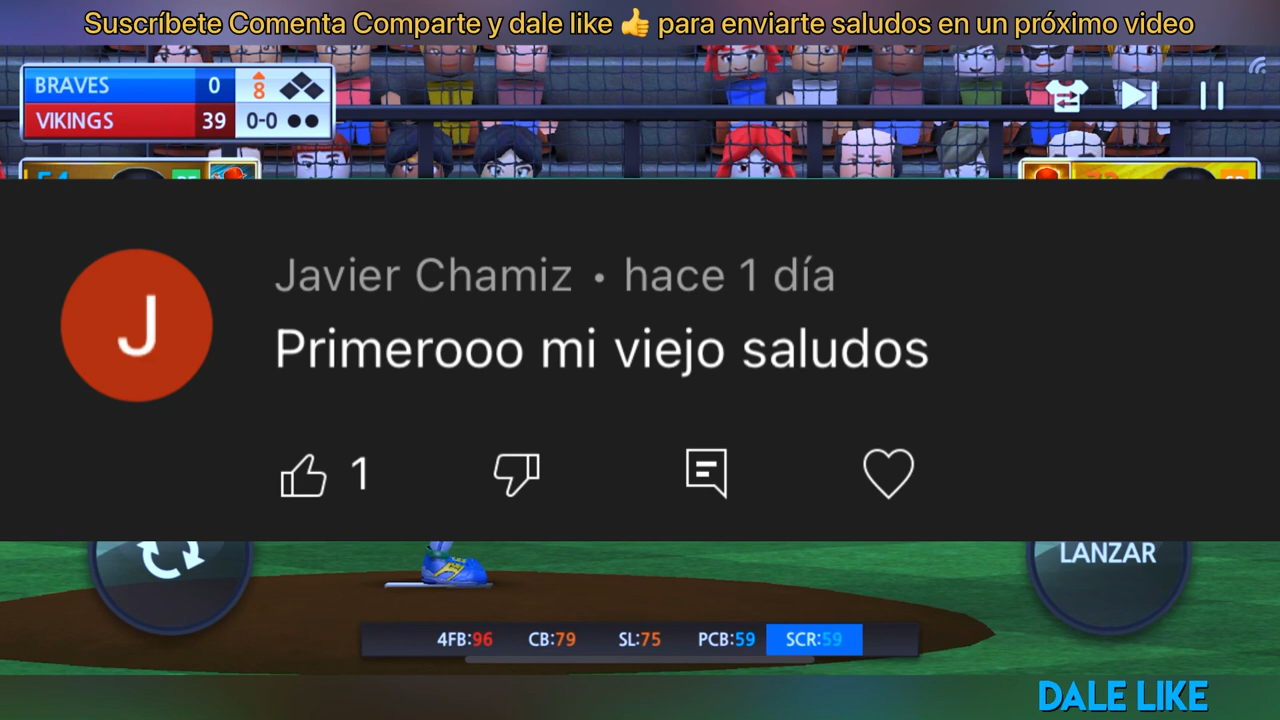 Suscríbete Comenta Comparte y dale like 👍 para enviarte saludos en un próximo video
BRAVES 0 8
VIKINGS 39 0-0
J
Javier Chamiz • hace 1 día
Primerooo mi viejo saludos
1
LANZAR
4FB:96 CB:79 SL:75 PCB:59 SCR:59
DALE LIKE